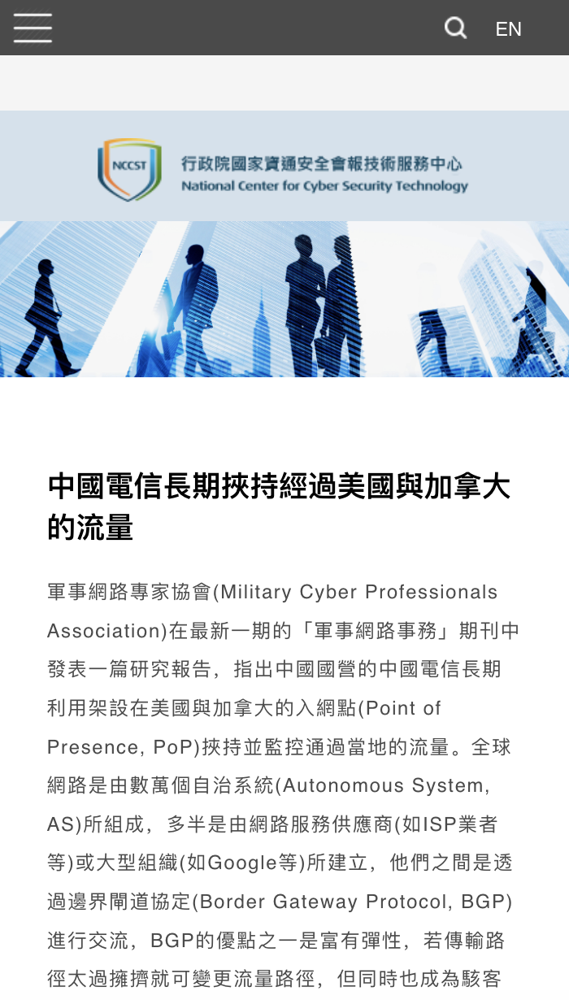 EN
NCCST
行政院國家資通安全會報技術服務中心
National Center for Cyber Security Technology
中國電信長期挾持經過美國與加拿大
的流量
軍事網路專家協會(Military Cyber Professionals
Association)在最新一期的「軍事網路事務」期刊中
發表一篇研究報告，指出中國國營的中國電信長期
利用架設在美國與加拿大的入網點(Point of
Presence, PoP)挾持並監控通過當地的流量。全球
網路是由數萬個自治系統(Autonomous System,
AS)所組成，多半是由網路服務供應商(如ISP業者
等)或大型組織(如Google等)所建立，他們之間是透
過邊界閘道協定(Border Gateway Protocol, BGP)
進行交流，BGP的優點之一是富有彈性，若傳輸路
徑太過擁擠就可變更流量路徑，但同時也成為駭客